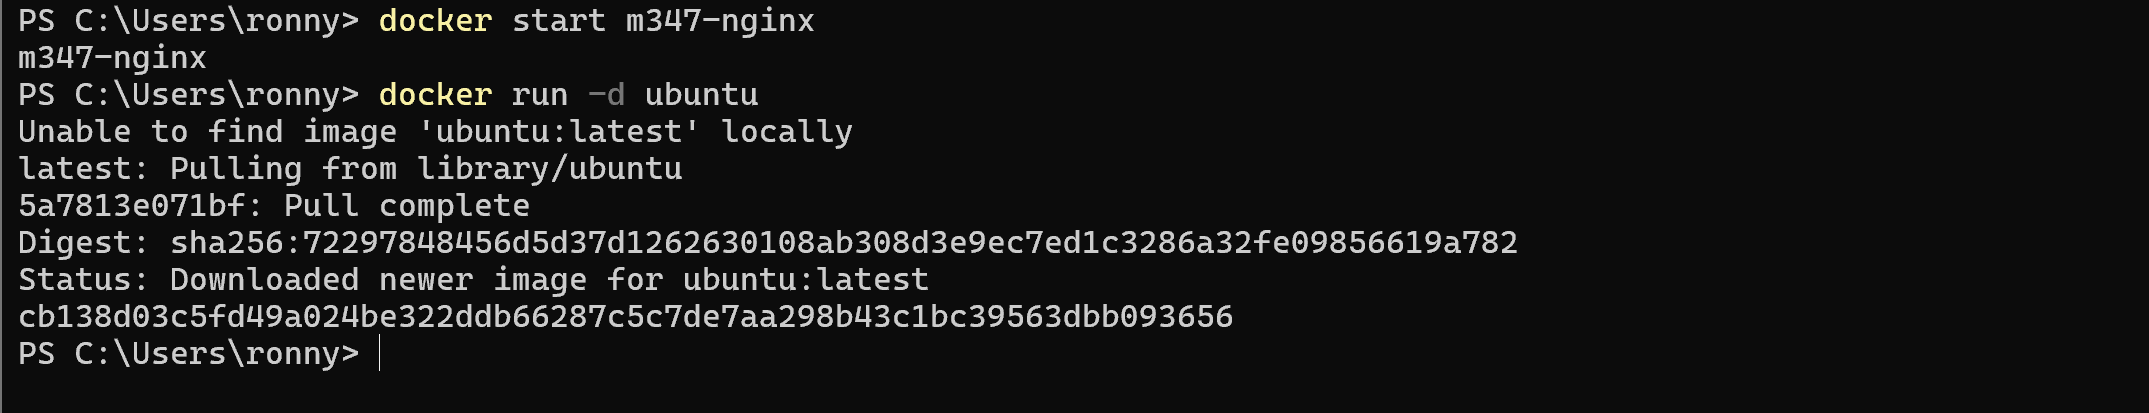 PS C:\Users\ronny> docker start m347-nginx
m347-nginx
PS C:\Users\ronny> docker run -d ubuntu
Unable to find image 'ubuntu:latest' locally
latest: Pulling from library/ubuntu
5a7813e071bf: Pull complete
Digest: sha256:72297848456d5d37d1262630108ab308d3e9ec7ed1c3286a32fe09856619a782
Status: Downloaded newer image for ubuntu:latest
cb138d03c5fd49a024be322ddb66287c5c7de7aa298b43c1bc39563dbb093656
PS C:\Users\ronny>